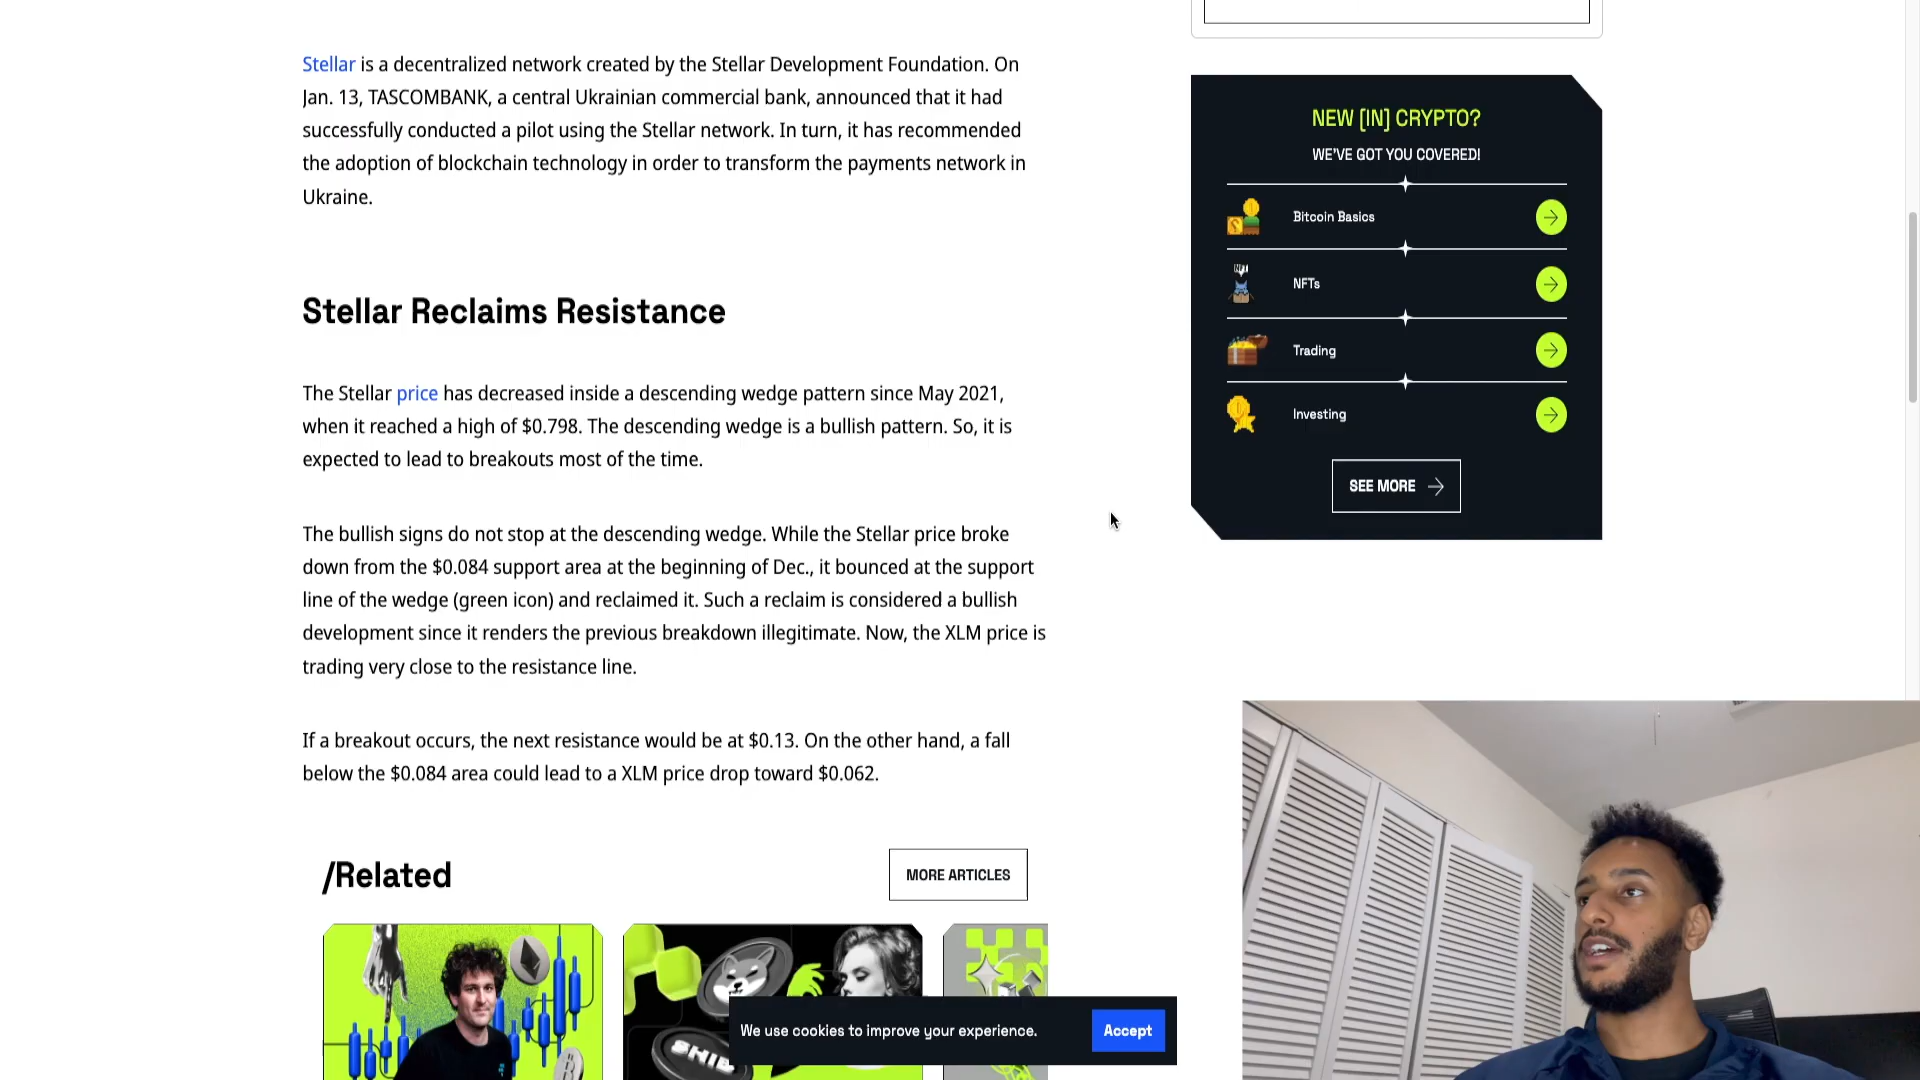 Stellar is a decentralized network created by the Stellar Development Foundation. On
Jan. 13, TASCOMBANK, a central Ukrainian commercial bank, announced that it had
successfully conducted a pilot using the Stellar network. In turn, it has recommended
the adoption of blockchain technology in order to transform the payments network in
Ukraine.
Stellar Reclaims Resistance
The Stellar price has decreased inside a descending wedge pattern since May 2021,
when it reached a high of $0.798. The descending wedge is a bullish pattern. So, it is
expected to lead to breakouts most of the time.
The bullish signs do not stop at the descending wedge. While the Stellar price broke
down from the $0.084 support area at the beginning of Dec., it bounced at the support
line of the wedge (green icon) and reclaimed it. Such a reclaim is considered a bullish
development since it renders the previous breakdown illegitimate. Now, the XLM price is
trading very close to the resistance line.
If a breakout occurs, the next resistance would be at $0.13. On the other hand, a fall
below the $0.084 area could lead to a XLM price drop toward $0.062.
/Related
MORE ARTICLES
SHIB
We use cookies to improve your experience.
Accept
NEW [IN] CRYPTO?
WE'VE GOT YOU COVERED!
Bitcoin Basics
NFT
NFTs
Trading
Investing
SEE MORE